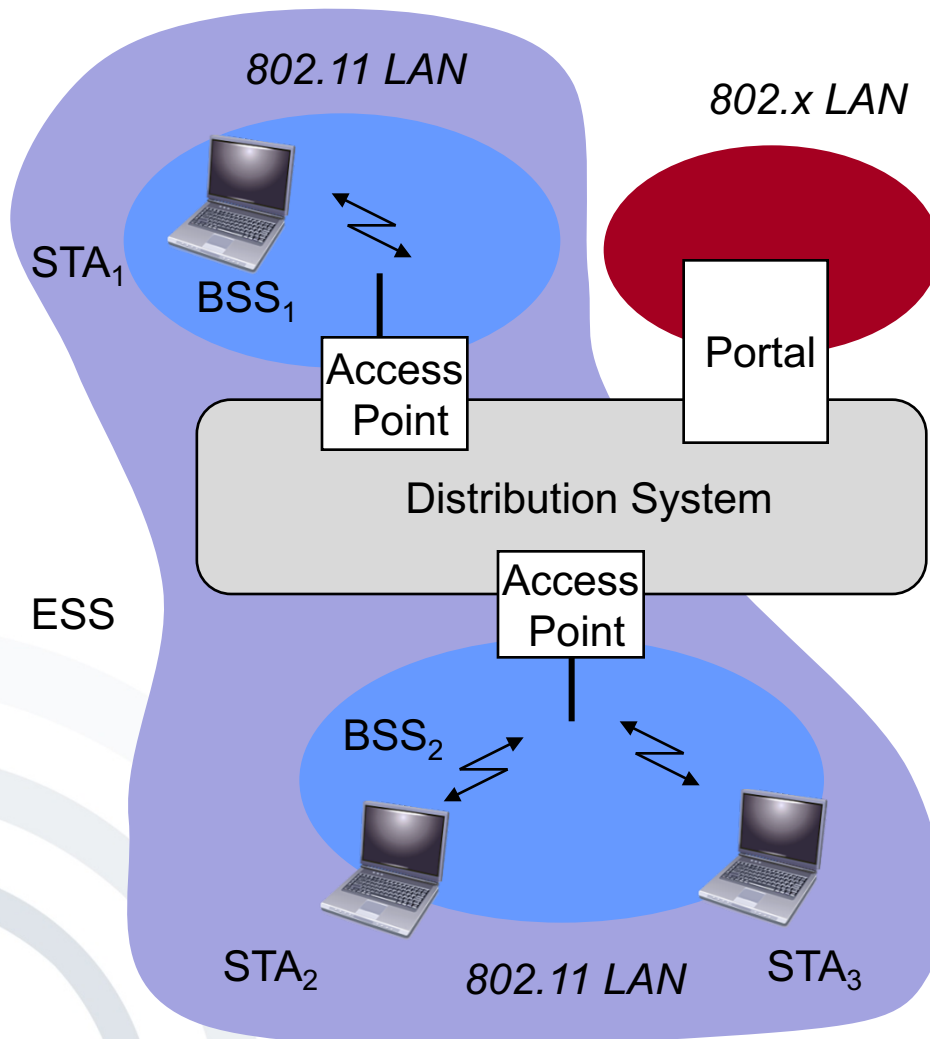 802.11 LAN
802.x LAN
STA₁
BSS₁
Access
Point
Portal
Distribution System
Access
Point
ESS
BSS₂
STA₂
802.11 LAN
STA₃